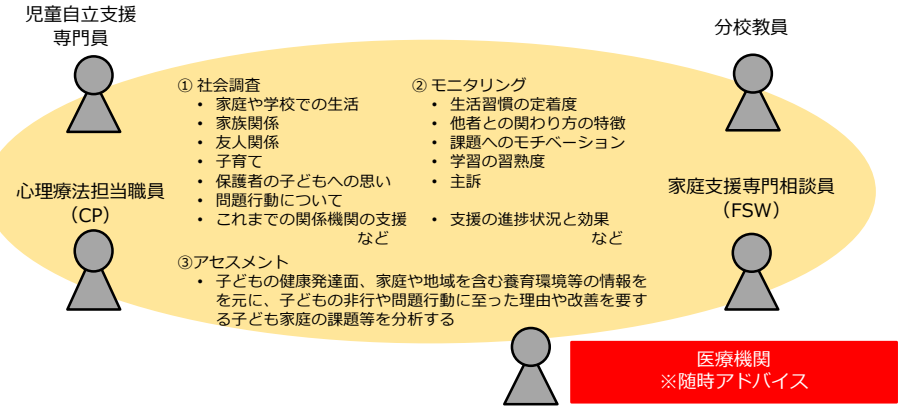 児童自立支援
専門員
分校教員
① 社会調査
• 家庭や学校での生活
• 家族関係
• 友人関係
• 子育て
• 保護者の子どもへの思い
• 問題行動について
• これまでの関係機関の支援
など
② モニタリング
• 生活習慣の定着度
• 他者との関わり方の特徴
• 課題へのモチベーション
• 学習の習熟度
• 主訴
• 支援の進捗状況と効果
など
心理療法担当職員
（CP）
家庭支援専門相談員
（FSW）
③アセスメント
• 子どもの健康発達面、家庭や地域を含む養育環境等の情報を
を元に、子どもの非行や問題行動に至った理由や改善を要す
る子ども家庭の課題等を分析する
医療機関
※随時アドバイス